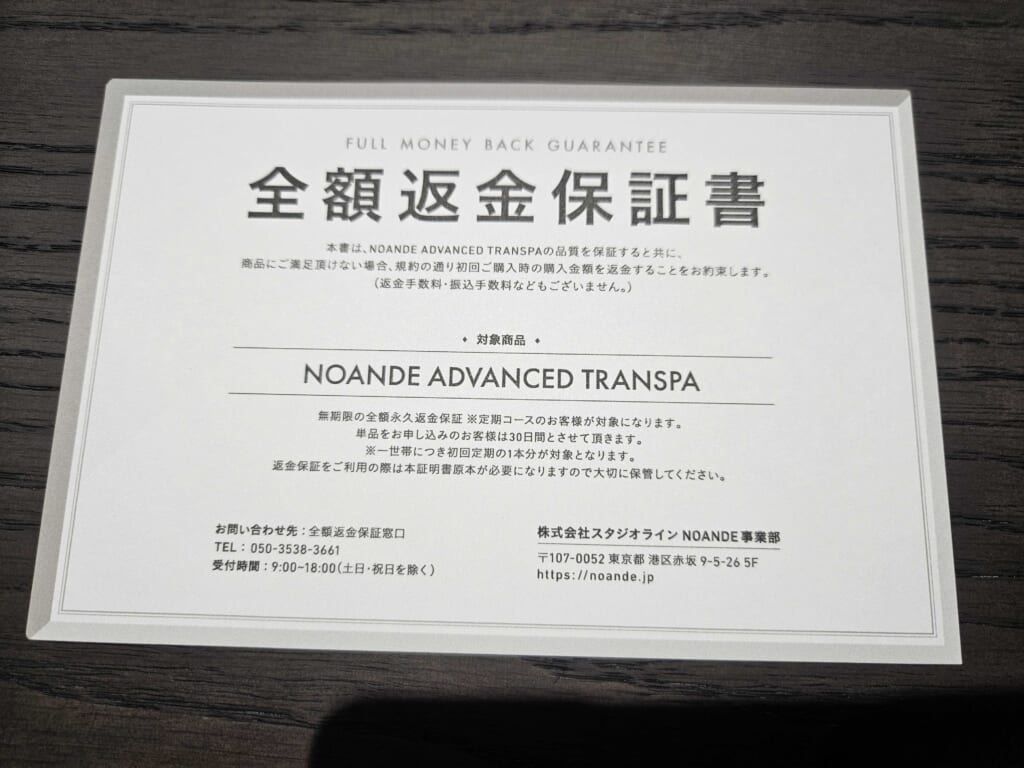 FULL MONEY BACK GUARANTEE
全額返金保証書
本書は、NOANDE ADVANCED TRANSPAの品質を保証すると共に、
商品にご満足頂けない場合、規約の通り初回ご購入時の購入金額を返金することをお約束します。
(返金手数料・振込手数料などもございません。)
対象商品
NOANDE ADVANCED TRANSPA
無期限の全額永久返金保証 ※定期コースのお客様が対象になります。
単品をお申し込みのお客様は30日間とさせて頂きます。
※一世帯につき初回定期の1本分が対象となります。
返金保証をご利用の際は本証明書原本が必要になりますので大切に保管してください。
お問い合わせ先：全額返金保証窓口
TEL： 050-3538-3661
受付時間：9:00~18:00(土日・祝日を除く)
株式会社スタジオライン NOANDE事業部
〒107-0052 東京都 港区赤坂 9-5-26 5F
https://noande.jp